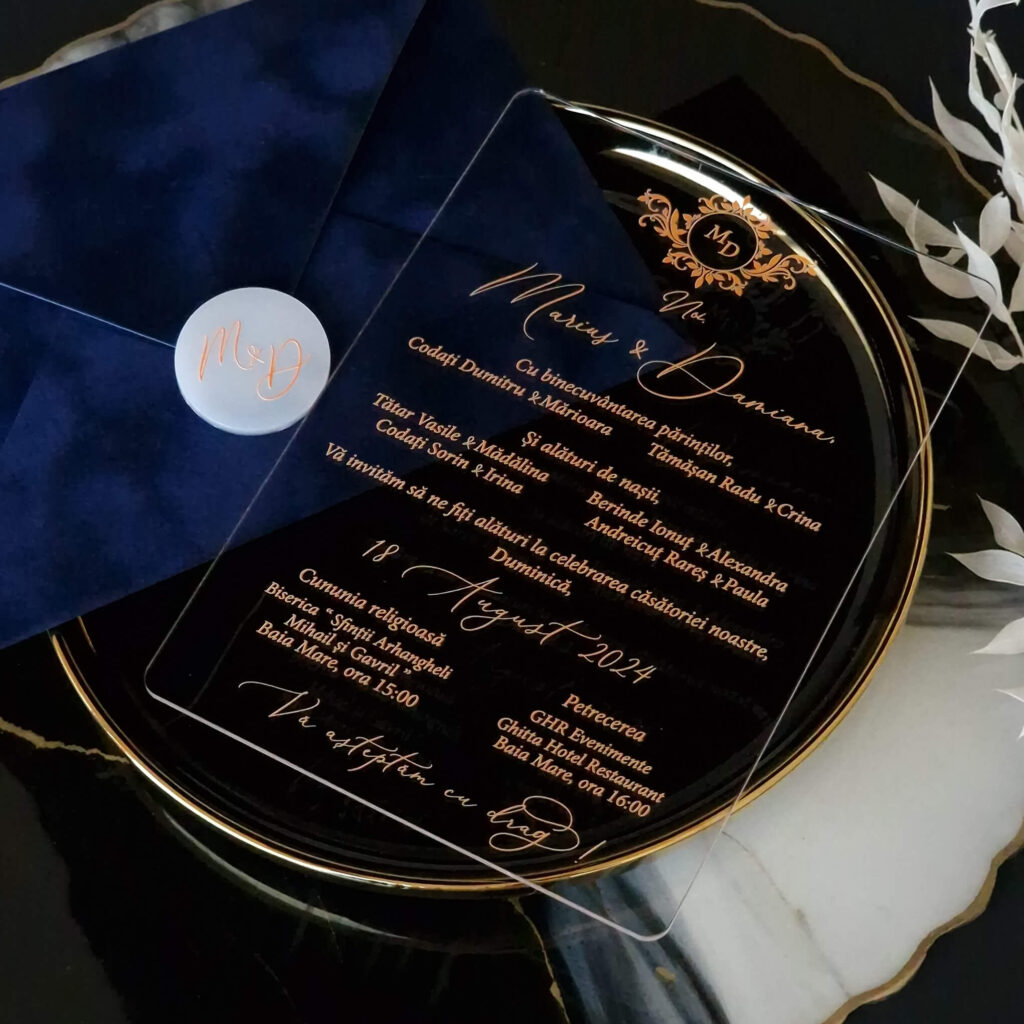 M&D
MD
Noi,
Marius & Damiana,
Cu binecuvântarea părinților,
Codați Dumitru & Mărioara
Tămășan Radu & Crina
Și alături de nașii,
Tătar Vasile & Mădălina
Berinde Ionuț & Alexandra
Codați Sorin & Irina
Andreicuț Rareș & Paula
Vă invităm să ne fiți alături la celebrarea căsătoriei noastre,
Duminică,
18 August 2024
Cununia religioasă
Biserica “Sfinții Arhangheli
Mihail și Gavril”
Baia Mare, ora 15:00
Petrecerea
GHR Evenimente
Ghitta Hotel Restaurant
Baia Mare, ora 16:00
Vă așteptăm cu drag !